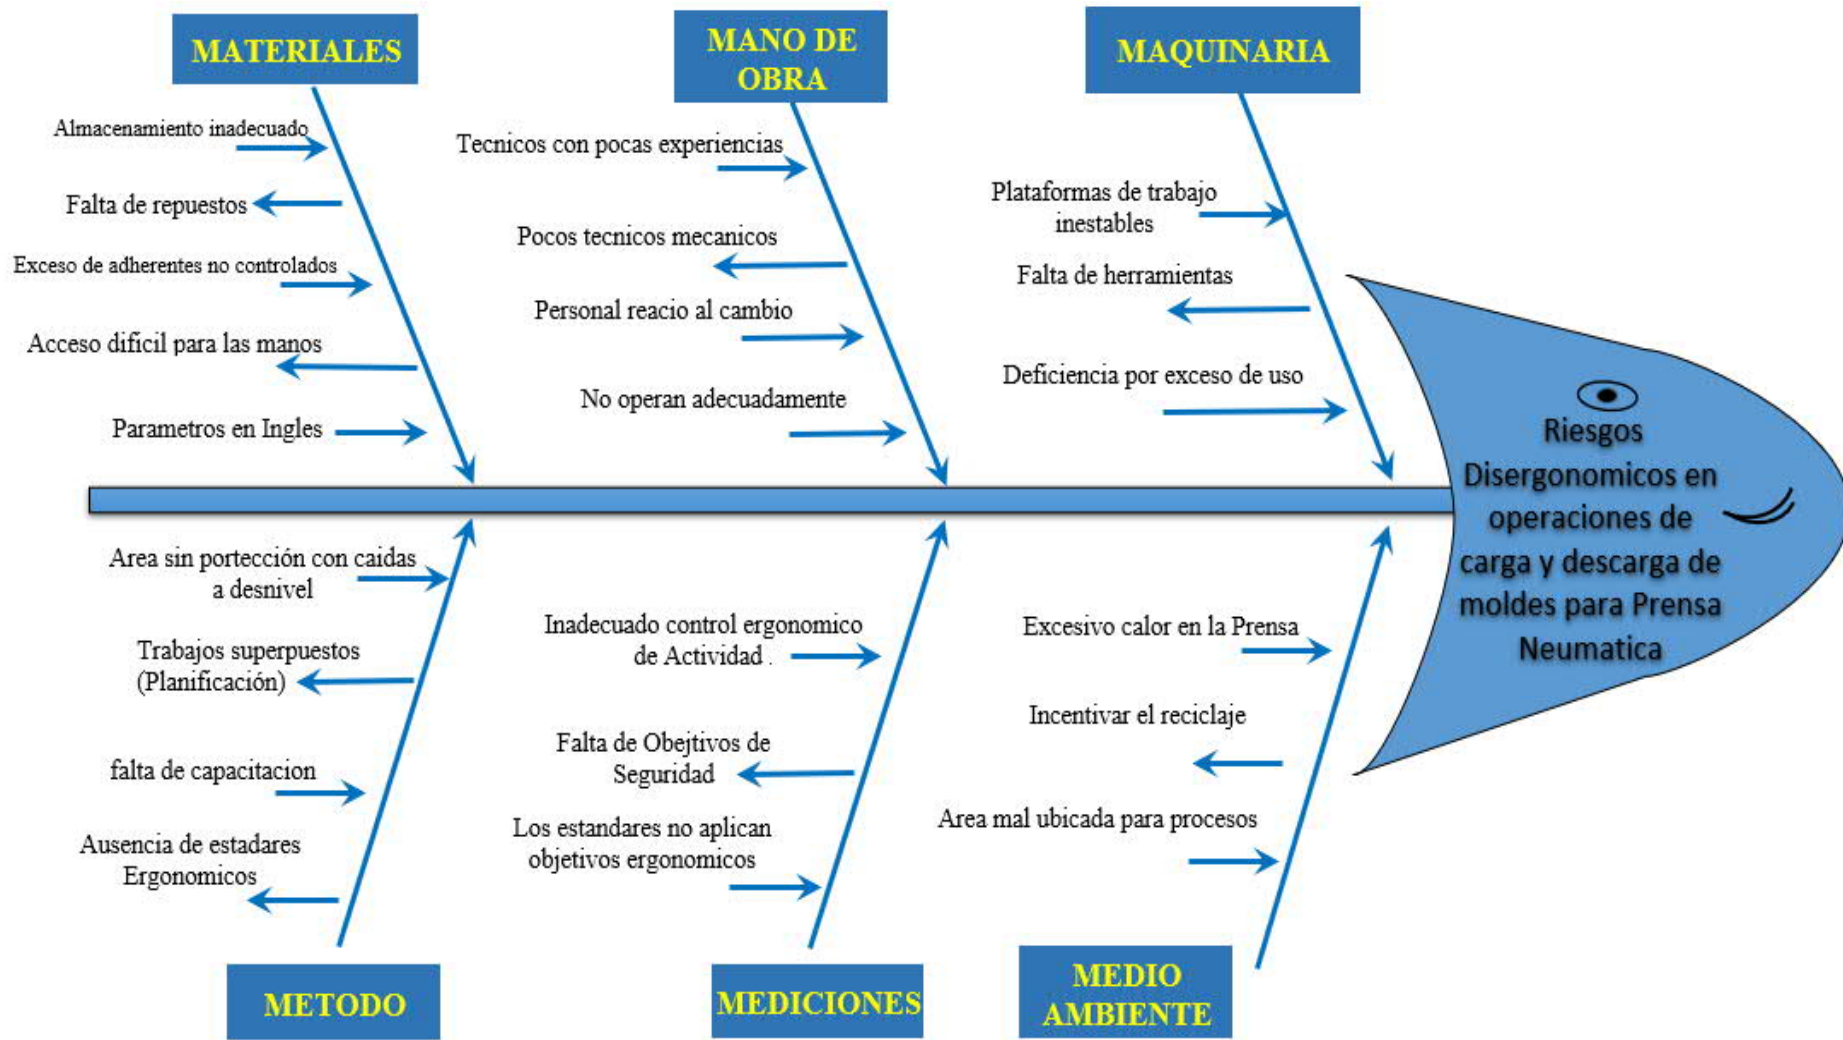 MATERIALES
Almacenamiento inadecuado
Falta de repuestos
Exceso de adherentes no controlados
Acceso difícil para las manos
Parametros en Ingles
MANO DE
OBRA
Tecnicos con pocas experiencias
Pocos tecnicos mecanicos
Personal reacio al cambio
No operan adecuadamente
MAQUINARIA
Plataformas de trabajo
inestables
Falta de herramientas
Deficiencia por exceso de uso
Riesgos
Disergonomicos en
operaciones de
carga y descarga de
moldes para Prensa
Neumatica
Area sin portección con caidas
a desnivel
Trabajos superpuestos
(Planificación)
falta de capacitacion
Ausencia de estadares
Ergonomicos
METODO
Inadecuado control ergonomico
de Actividad .
Falta de Obejtivos de
Seguridad
Los estandares no aplican
objetivos ergonomicos
MEDICIONES
Excesivo calor en la Prensa
Incentivar el reciclaje
Area mal ubicada para procesos
MEDIO
AMBIENTE